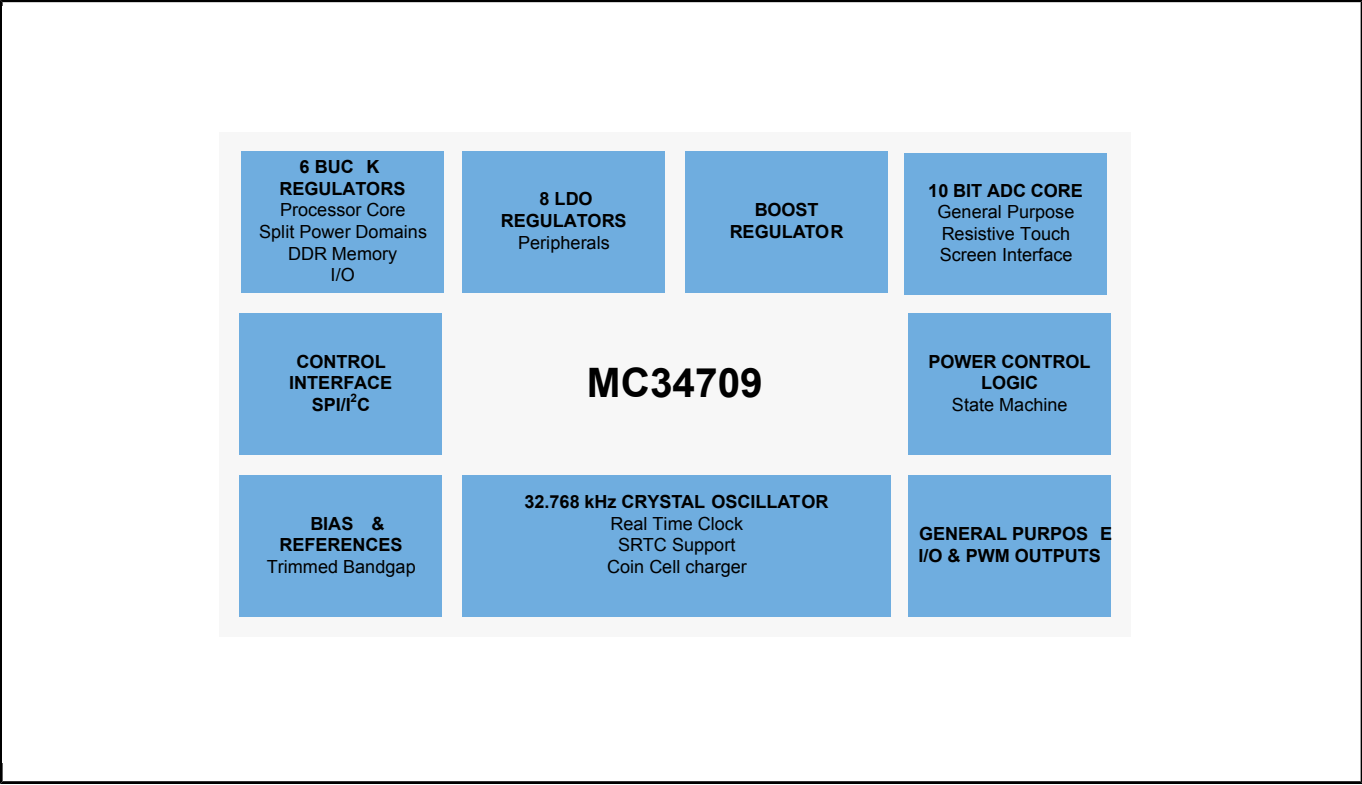 6 BUC K
REGULATORS
Processor Core
Split Power Domains
DDR Memory
I/O
8 LDO
REGULATORS
Peripherals
BOOST
REGULATOR
10 BIT ADC CORE
General Purpose
Resistive Touch
Screen Interface
CONTROL
INTERFACE
SPI/I²C
MC34709
POWER CONTROL
LOGIC
State Machine
BIAS &
REFERENCES
Trimmed Bandgap
32.768 kHz CRYSTAL OSCILLATOR
Real Time Clock
SRTC Support
Coin Cell charger
GENERAL PURPOS E
I/O & PWM OUTPUTS